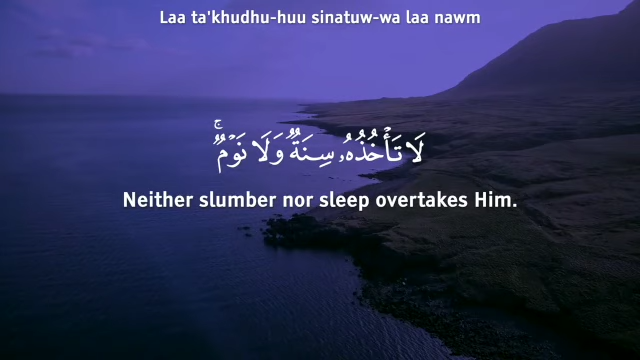 Laa ta'khudhu-huu sinatuw-wa laa nawm
لَا تَأْخُذُهُۥ سِنَةٌۭ وَلَا نَوْمٌۭ ۚ
Neither slumber nor sleep overtakes Him.